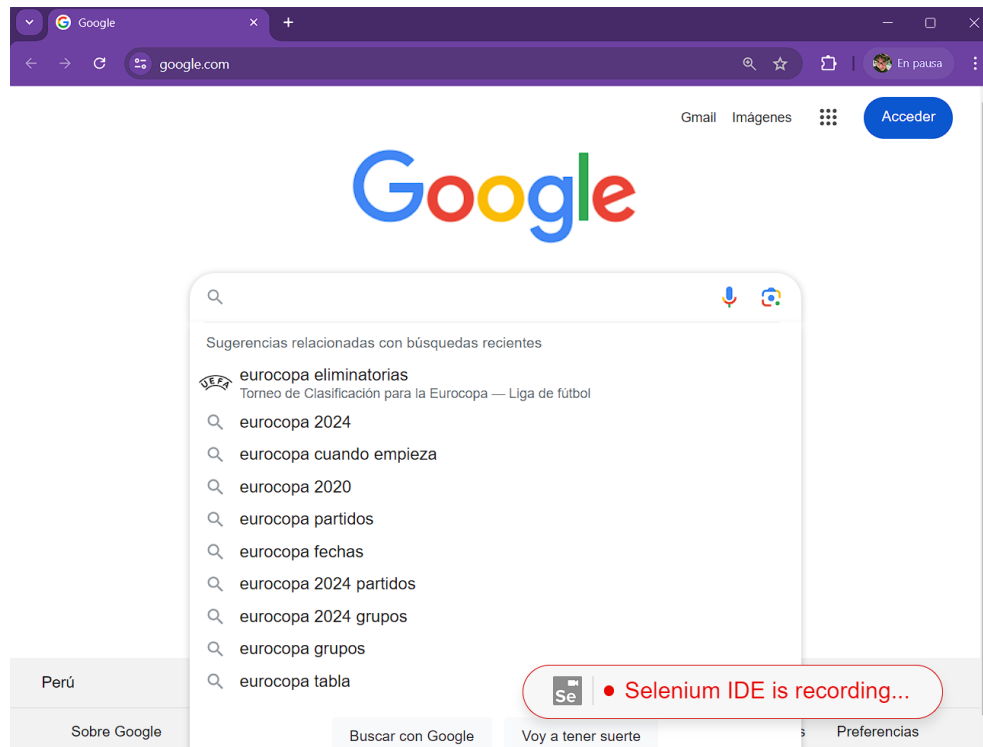 Google
google.com
En pausa
Gmail Imágenes
Acceder
Google
Sugerencias relacionadas con búsquedas recientes
UEFA
eurocopa eliminatorias
Torneo de Clasificación para la Eurocopa — Liga de fútbol
eurocopa 2024
eurocopa cuando empieza
eurocopa 2020
eurocopa partidos
eurocopa fechas
eurocopa 2024 partidos
eurocopa 2024 grupos
eurocopa grupos
eurocopa tabla
Perú
Se Selenium IDE is recording...
Sobre Google
Buscar con Google Voy a tener suerte
Preferencias